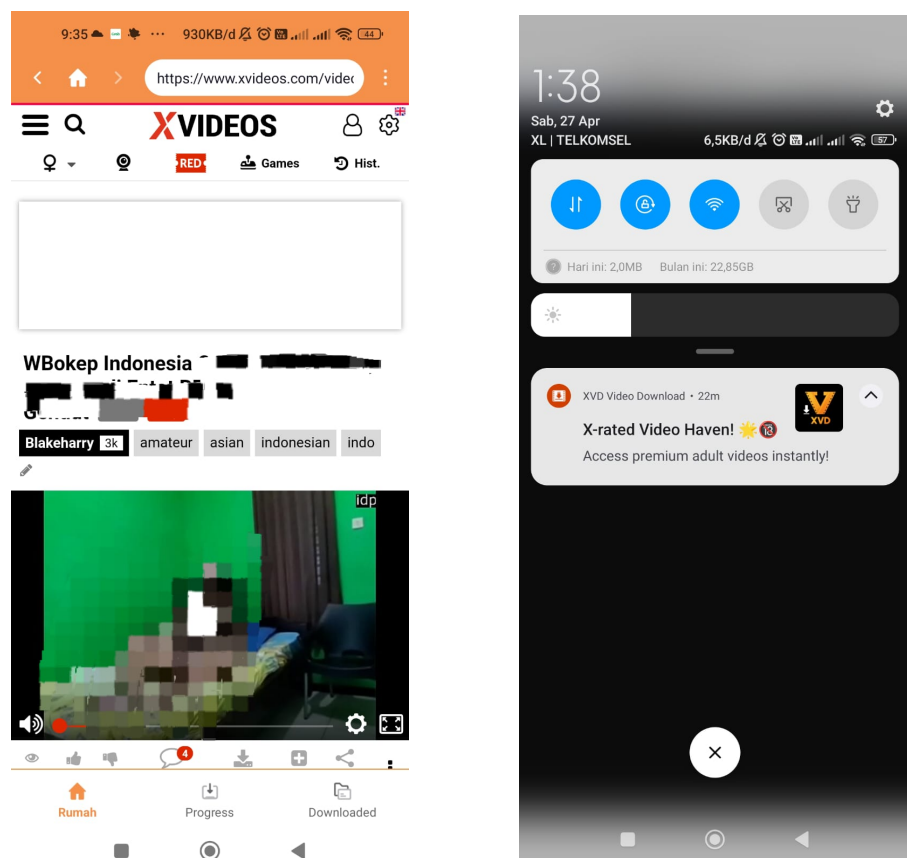 9:35
930KB/d
44
https://www.xvideos.com/videc
XVIDEOS
RED
Games
Hist.
WBokep Indonesia
Blakeharry 3k amateur asian indonesian indo
idp
4
Rumah
Progress
Downloaded
1:38
Sab, 27 Apr
XL | TELKOMSEL
6,5KB/d
57
Hari ini: 2,0MB Bulan ini: 22,85GB
XVD Video Download • 22m
X-rated Video Haven! 🌟🔞
Access premium adult videos instantly!
XVD